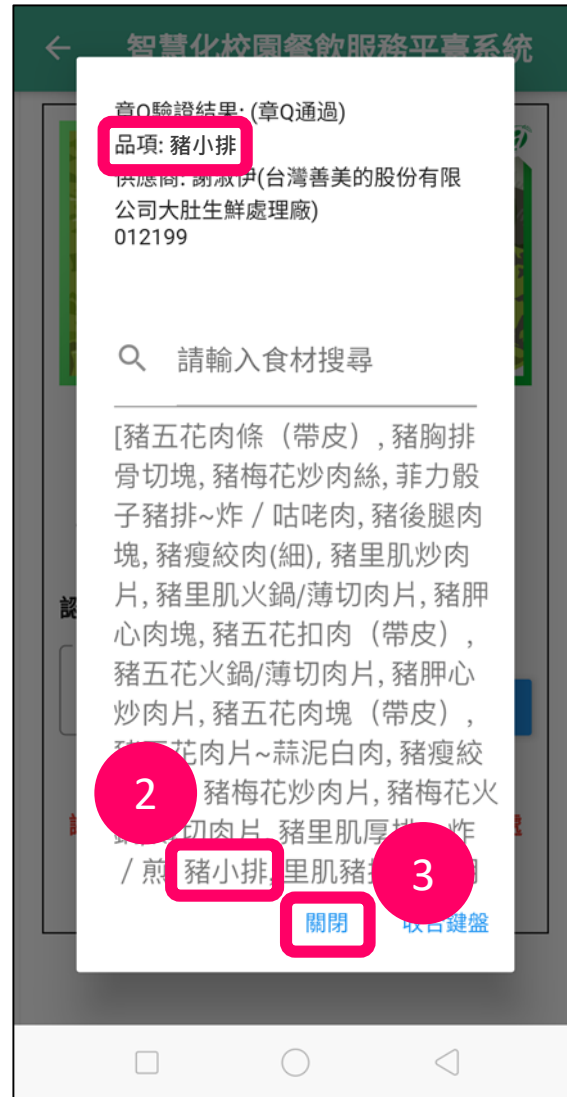 智慧化校園餐飲服務平臺系統
章Q驗證結果: (章Q通過)
品項: 豬小排
供應商: 謝淑伊(台灣善美的股份有限
公司大肚生鮮處理廠)
012199
請輸入食材搜尋
[豬五花肉條（帶皮）, 豬胸排
骨切塊, 豬梅花炒肉絲, 菲力骰
子豬排~炸 / 咕咾肉, 豬後腿肉
塊, 豬瘦絞肉(細), 豬里肌炒肉
片, 豬里肌火鍋/薄切肉片, 豬胛
心肉塊, 豬五花扣肉（帶皮）,
豬五花火鍋/薄切肉片, 豬胛心
炒肉片, 豬五花肉塊（帶皮）,
花肉片~蒜泥白肉, 豬瘦絞
豬梅花炒肉片, 豬梅花火
切肉片, 豬里肌厚排~炸
/ 煎, 豬小排, 里肌豬
2
3
關閉
收合鍵盤